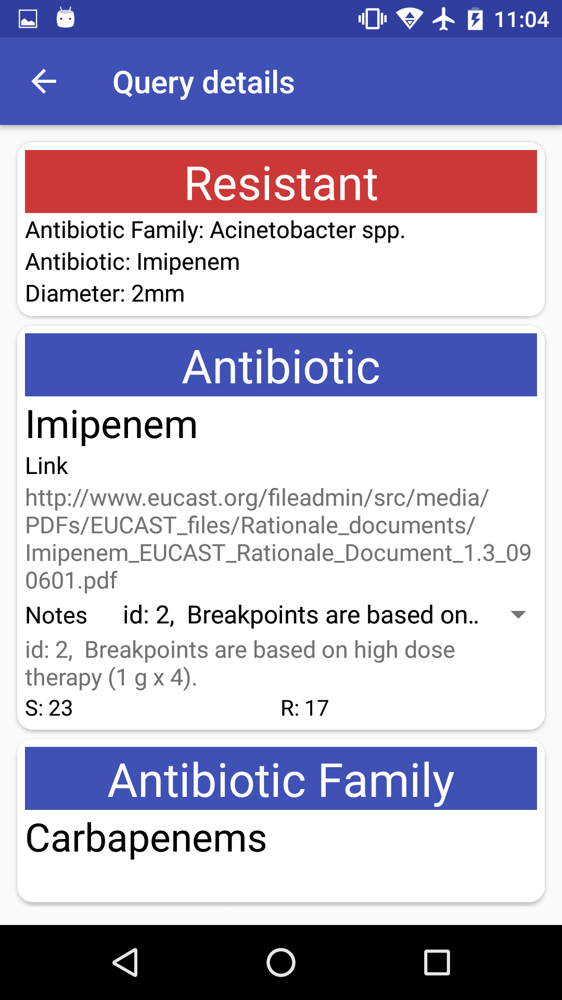 11:04
Query details
Resistant
Antibiotic Family: Acinetobacter spp.
Antibiotic: Imipenem
Diameter: 2mm
Antibiotic
Imipenem
Link
http://www.eucast.org/fileadmin/src/media/
PDFs/EUCAST_files/Rationale_documents/
Imipenem_EUCAST_Rationale_Document_1.3_09
0601.pdf
Notes id: 2,  Breakpoints are based on..
id: 2,  Breakpoints are based on high dose
therapy (1 g x 4).
S: 23 R: 17
Antibiotic Family
Carbapenems